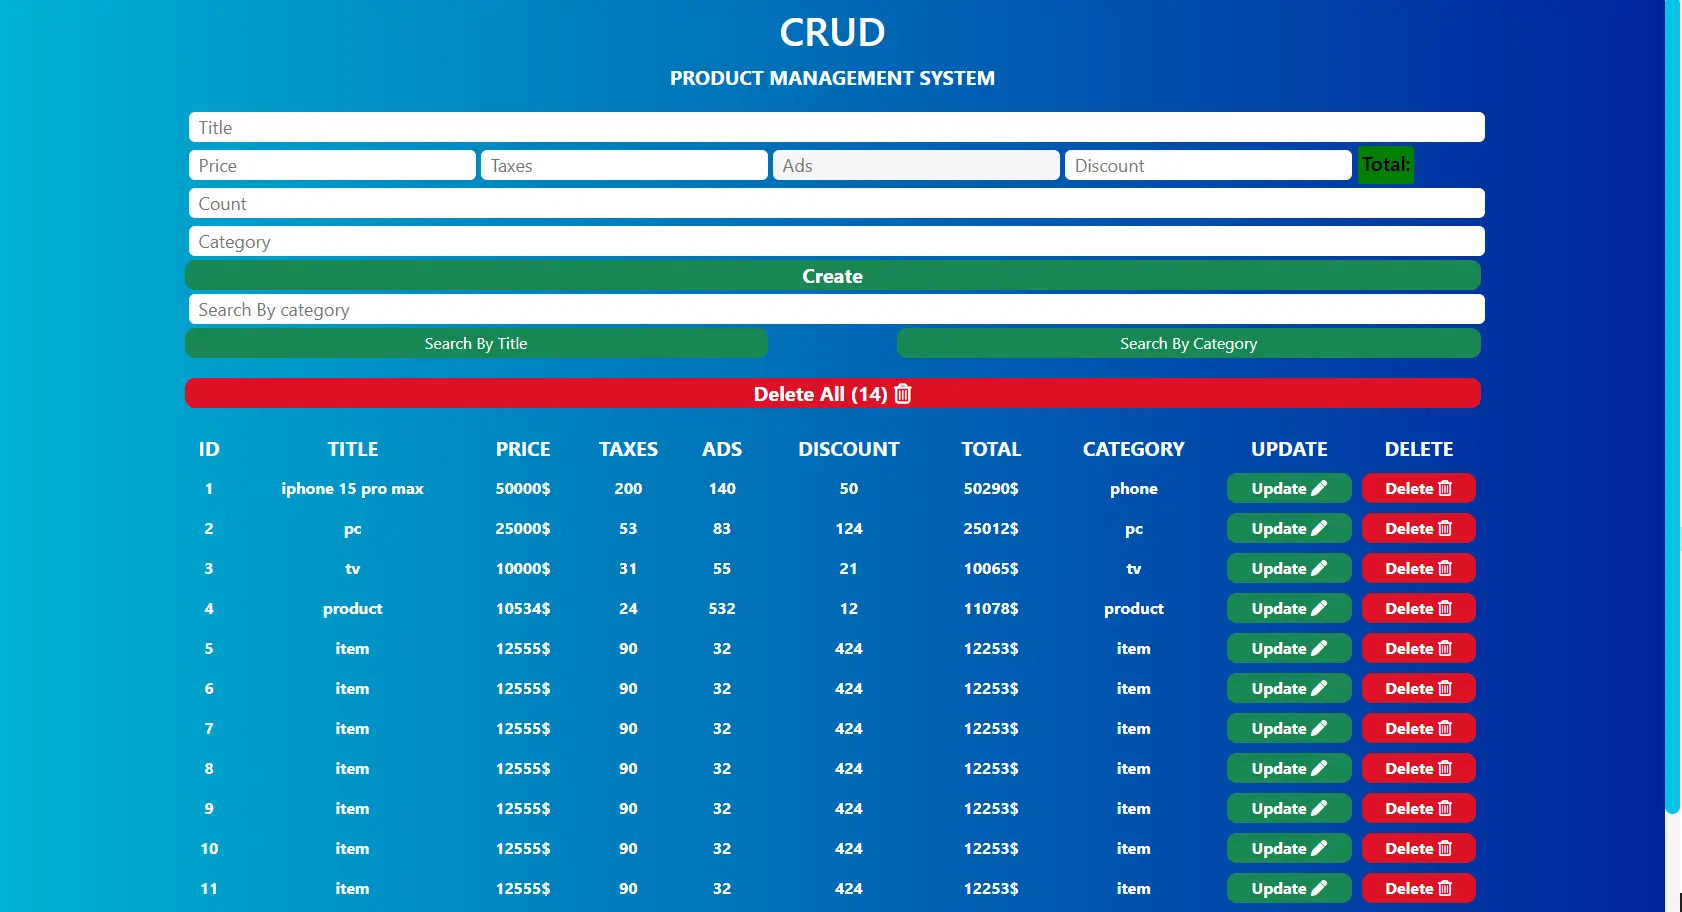 CRUD
PRODUCT MANAGEMENT SYSTEM
Title
Price Taxes Ads Discount Total:
Count
Category
Create
Search By category
Search By Title Search By Category
Delete All (14)
ID TITLE PRICE TAXES ADS DISCOUNT TOTAL CATEGORY UPDATE DELETE
1 iphone 15 pro max 50000$ 200 140 50 50290$ phone Update Delete
2 pc 25000$ 53 83 124 25012$ pc Update Delete
3 tv 10000$ 31 55 21 10065$ tv Update Delete
4 product 10534$ 24 532 12 11078$ product Update Delete
5 item 12555$ 90 32 424 12253$ item Update Delete
6 item 12555$ 90 32 424 12253$ item Update Delete
7 item 12555$ 90 32 424 12253$ item Update Delete
8 item 12555$ 90 32 424 12253$ item Update Delete
9 item 12555$ 90 32 424 12253$ item Update Delete
10 item 12555$ 90 32 424 12253$ item Update Delete
11 item 12555$ 90 32 424 12253$ item Update Delete